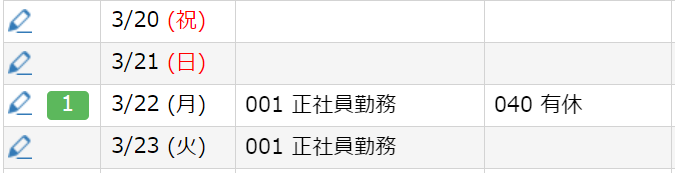 3/20 (祝)
3/21 (日)
1 3/22 (月) 001 正社員勤務 040 有休
3/23 (火) 001 正社員勤務